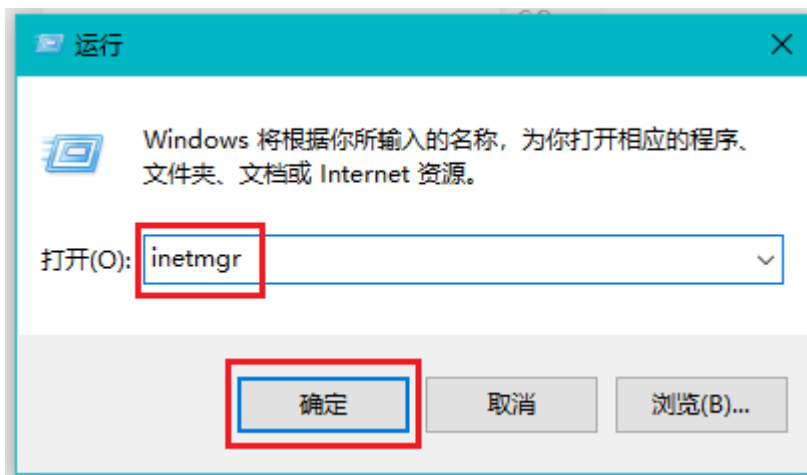 运行
Windows 将根据你所输入的名称，为你打开相应的程序、
文件夹、文档或 Internet 资源。
打开(O): inetmgr
确定 取消 浏览(B)...